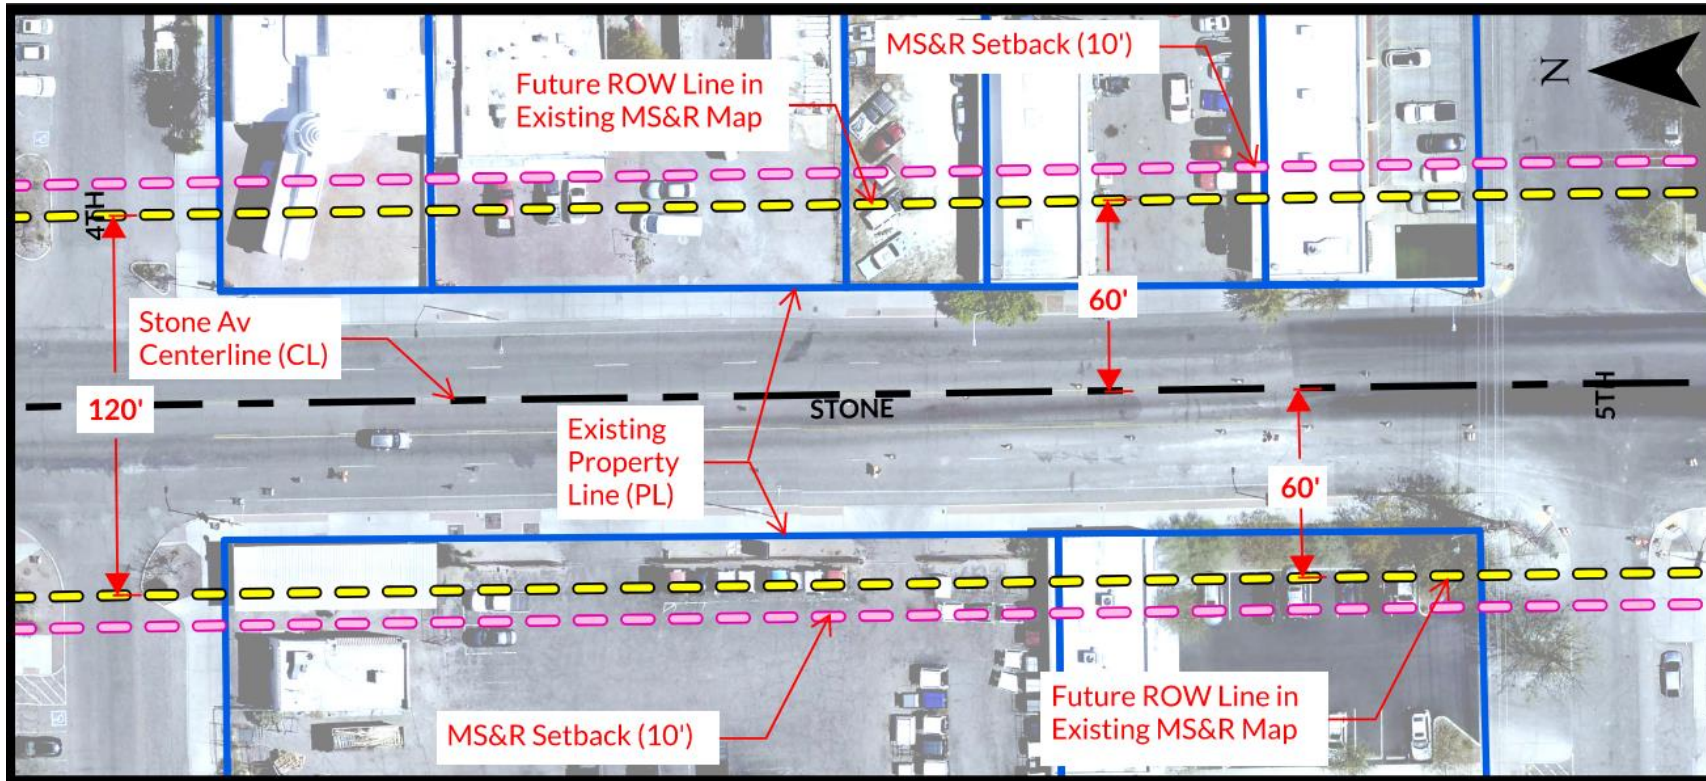 MS&R Setback (10')
N
Future ROW Line in
Existing MS&R Map
4TH
60'
Stone Av
Centerline (CL)
120'
STONE
5TH
Existing
Property
Line (PL)
60'
MS&R Setback (10')
Future ROW Line in
Existing MS&R Map